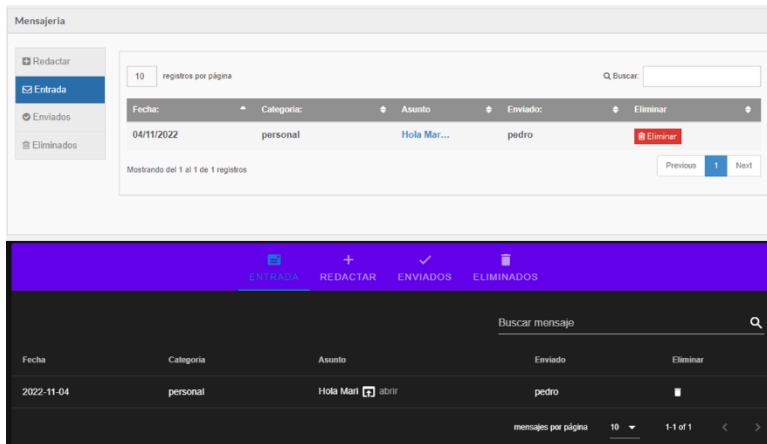 Mensajeria
Redactar
Entrada
Enviados
Eliminados
10 registros por página
Buscar:
Fecha: Categoria: Asunto Enviado: Eliminar
04/11/2022 personal Hola Mar... pedro Eliminar
Mostrando del 1 al 1 de 1 registros
Previous 1 Next
ENTRADA REDACTAR ENVIADOS ELIMINADOS
Buscar mensaje
Fecha Categoria Asunto Enviado Eliminar
2022-11-04 personal Hola Mari abrir pedro
mensajes por página 10 1-1 of 1